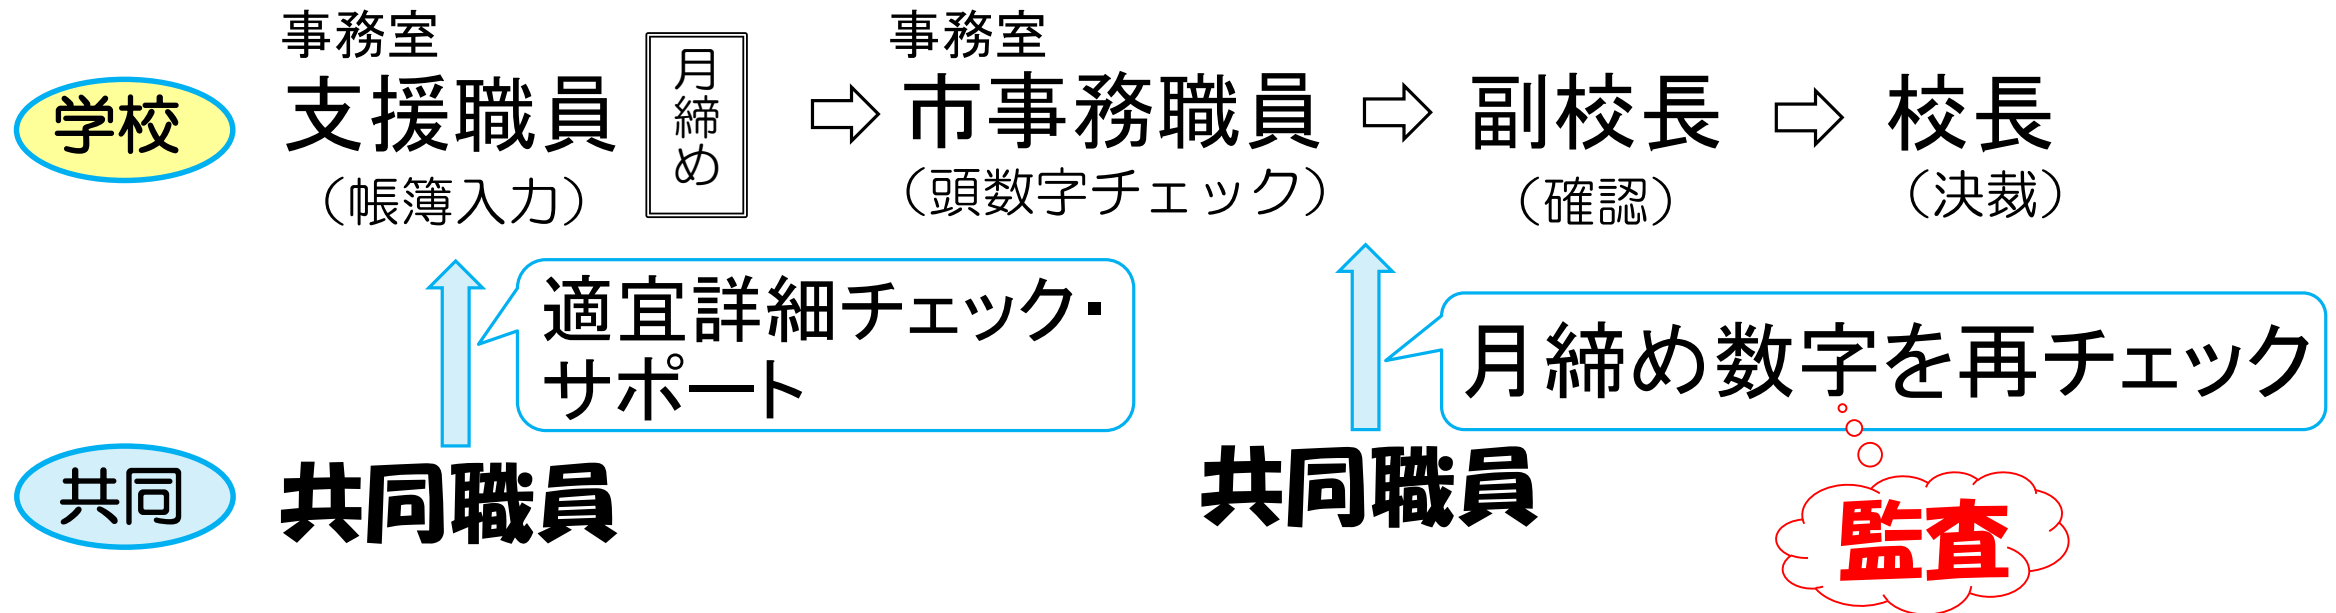 学校
事務室
支援職員
（帳簿入力）
月締め
事務室
市事務職員
（頭数字チェック）
副校長
（確認）
校長
（決裁）
適宜詳細チェック・
サポート
月締め数字を再チェック
共同
共同職員
共同職員
監査